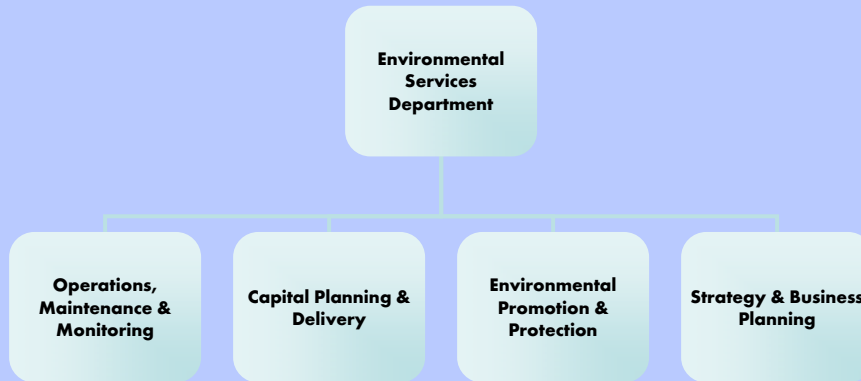 Environmental
Services
Department
Operations,
Maintenance &
Monitoring
Capital Planning &
Delivery
Environmental
Promotion &
Protection
Strategy & Business
Planning